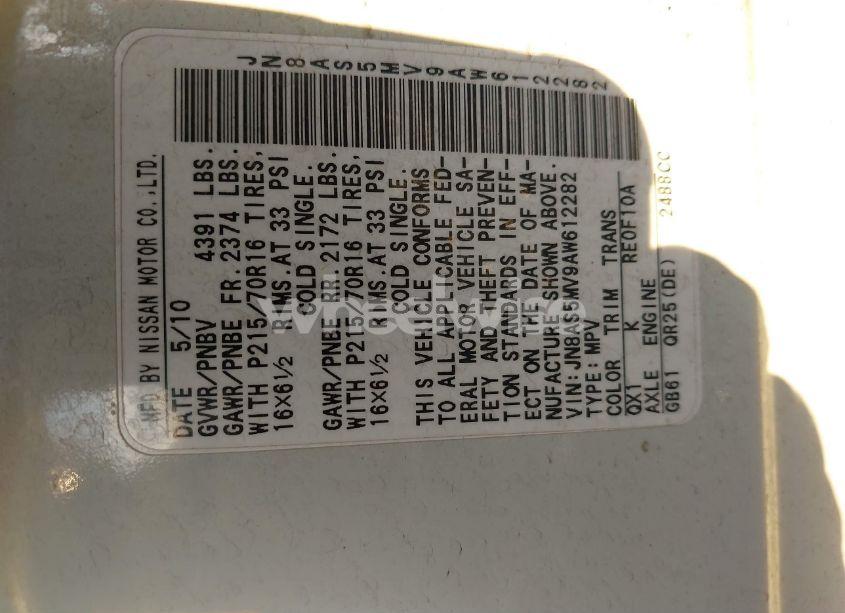 MFD BY NISSAN MOTOR CO.,LTD.
DATE 5/10
GVWR/PNBV 4391 LBS.
GAWR/PNBE FR.2374 LBS.
WITH P215/70R16 TIRES,
16X6½ RIMS.AT 33 PSI
COLD SINGLE.
GAWR/PNBE RR.2172 LBS.
WITH P215/70R16 TIRES,
16X6½ RIMS.AT 33 PSI
COLD SINGLE.
THIS VEHICLE CONFORMS
TO ALL APPLICABLE FED-
ERAL MOTOR VEHICLE SA-
FETY AND THEFT PREVEN-
TION STANDARDS IN EFF-
ECT ON THE DATE OF MA-
NUFACTURE SHOWN ABOVE.
VIN:JN8AS5MV9AW612282
TYPE:MPV
COLOR TRIM TRANS
QX1 K RE0F10A
AXLE ENGINE
GB61 QR25(DE) 2488CC
JN8AS5MV9AW612282